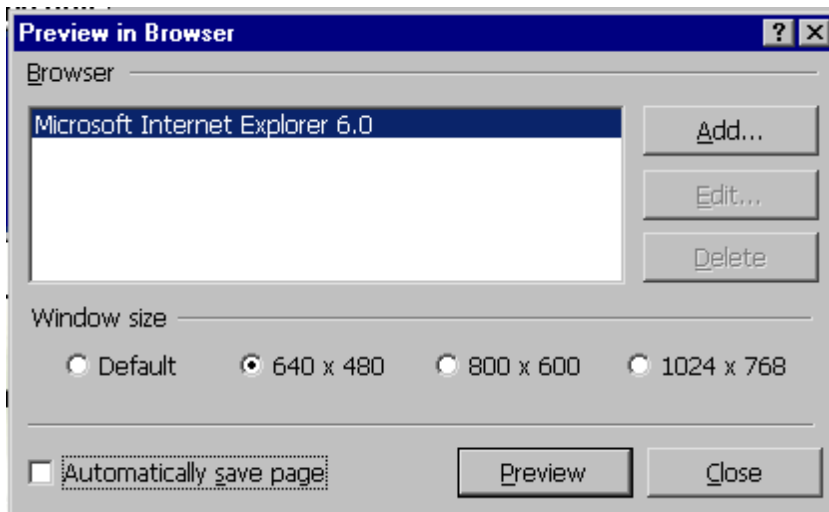 Preview in Browser
Browser
Microsoft Internet Explorer 6.0
Add...
Edit...
Delete
Window size
Default 640 x 480 800 x 600 1024 x 768
Automatically save page Preview Close